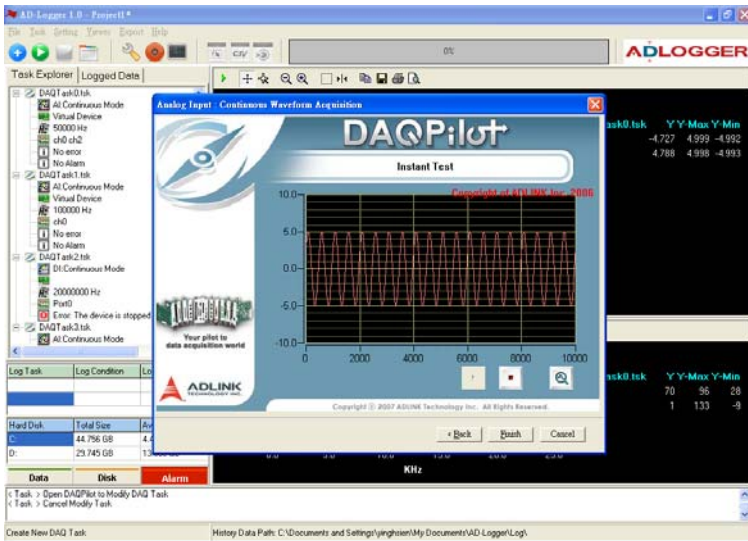 AD-Logger 1.0 - Project1 *
File Task Setting Viewer Export Help
CSV
0%
ADLOGGER
Task Explorer
Logged Data
DAQTask0.tsk
AI:Continuous Mode
Virtual Device
50000 Hz
ch0 ch2
No error
No Alarm
DAQTask1.tsk
AI:Continuous Mode
Virtual Device
100000 Hz
ch0
No error
No Alarm
DAQTask2.tsk
DI:Continuous Mode
20000000 Hz
Port0
Error: The device is stopped
DAQTask3.tsk
AI:Continuous Mode
Log Task
Log Condition
Hard Disk
Total Size
C:
44.756 GB
D:
29.745 GB
Data
Disk
Alarm
Analog Input : Continuous Waveform Acquisition
DAQPilot
Instant Test
Copyright of ADLINK Inc. 2006
10.0
5.0
0.0
-5.0
-10.0
0 2000 4000 6000 8000 10000
Your pilot to
data acquisition world
ADLINK
TECHNOLOGY INC.
Copyright © 2007 ADLINK Technology Inc. All Rights Reserved.
< Back
Finish
Cancel
ask0.tsk Y Y-Max Y-Min
-4.727 4.999 -4.992
4.788 4.998 -4.993
ask0.tsk Y Y-Max Y-Min
70 96 28
1 133 -9
KHz
< Task > Open DAQPilot to Modify DAQ Task
< Task > Cancel Modify Task
Create New DAQ Task
History Data Path: C:\Documents and Settings\yinghsien\My Documents\AD-Logger\Log\